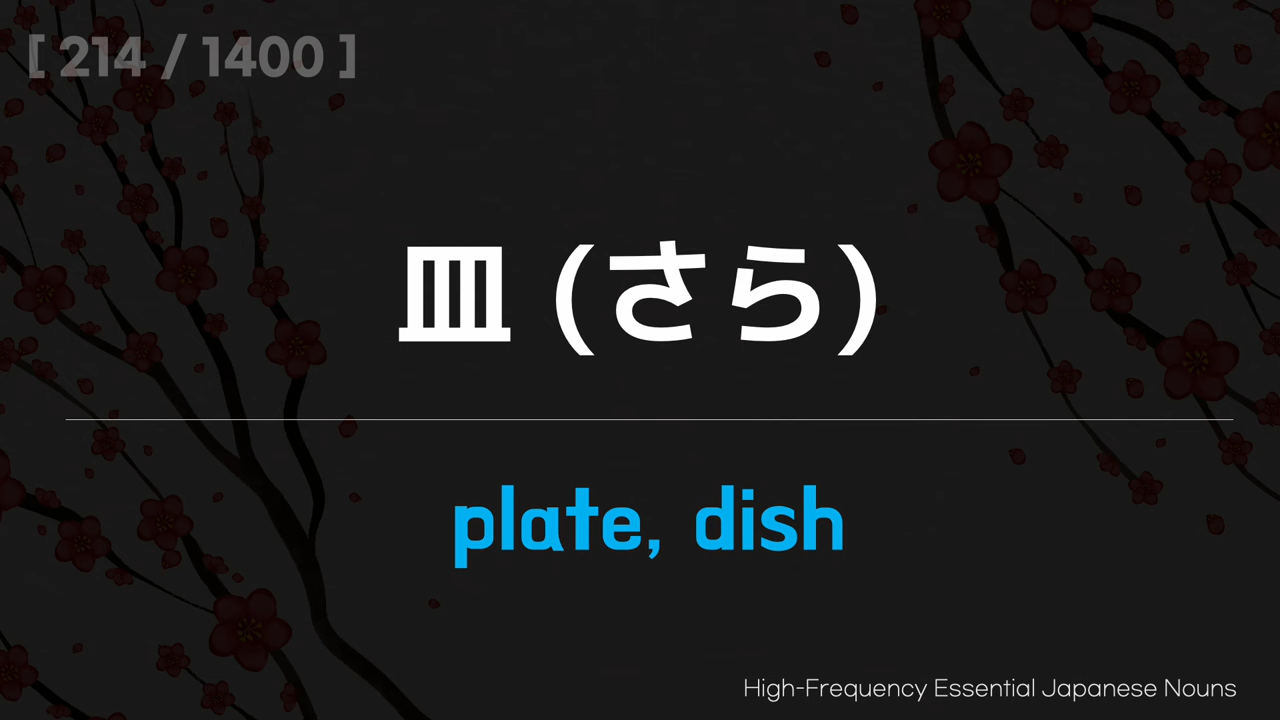 [ 214 / 1400 ]
皿 (さら)
plate, dish
High-Frequency Essential Japanese Nouns